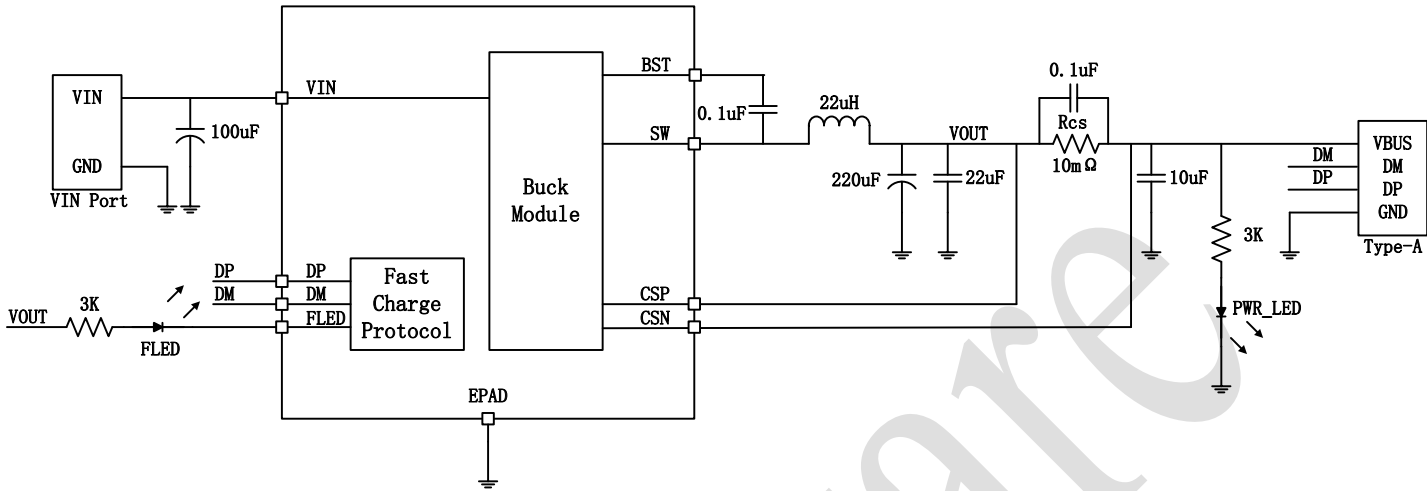 VIN
GND
VIN Port
100uF
VIN
Buck
Module
BST
SW
CSP
CSN
0.1uF
22uH
VOUT
220uF
22uF
0.1uF
Rcs
10mΩ
10uF
3K
PWR_LED
DM
DP
VBUS
DM
DP
GND
Type-A
DP
DM
DP
DM
FLED
Fast
Charge
Protocol
VOUT
3K
FLED
EPAD
are